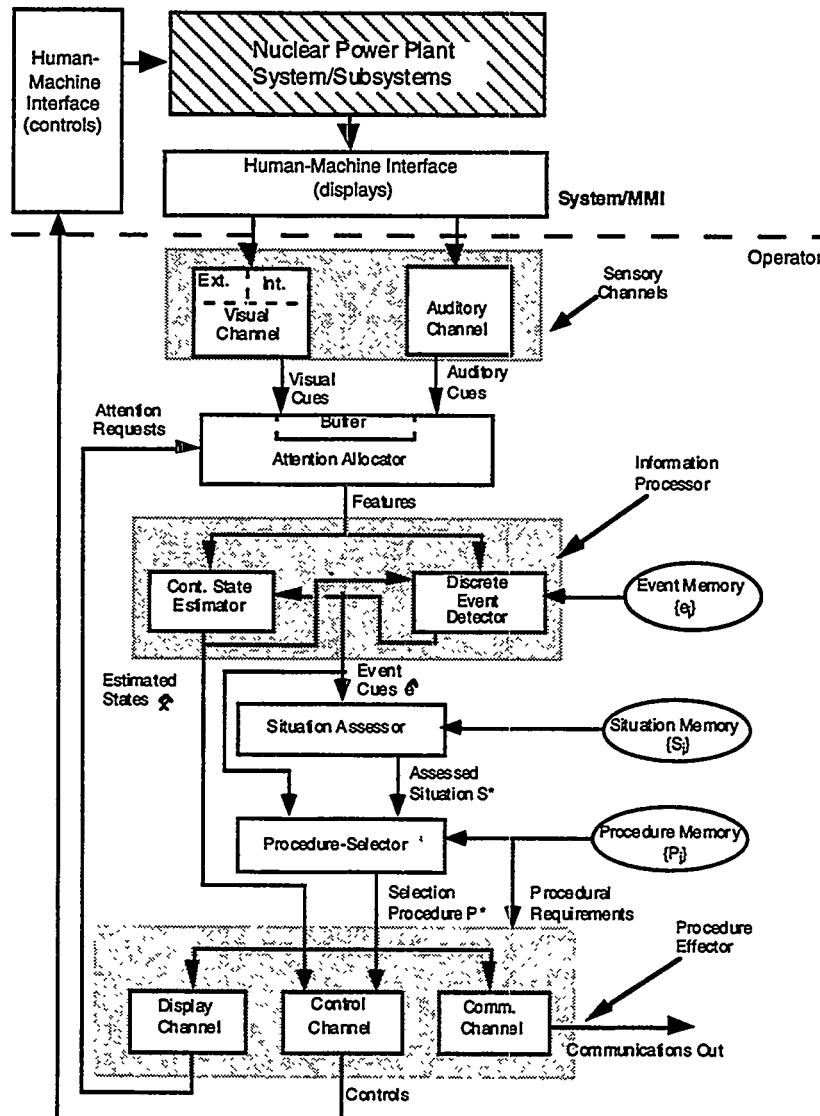 Human-
Machine
Interface
(controls)
Nuclear Power Plant
System/Subsystems
Human-Machine Interface
(displays)
System/MMI
Operator
Ext.
Int.
Visual
Channel
Auditory
Channel
Sensory
Channels
Visual
Cues
Auditory
Cues
Attention
Requests
Buffer
Attention Allocator
Features
Information
Processor
Cont. State
Estimator
Discrete
Event
Detector
Event Memory
{ej}
Estimated
States x̂
Event
Cues ê
Situation Assessor
Situation Memory
{Sj}
Assessed
Situation S*
Procedure-Selector
Procedure Memory
{Pj}
Selection
Procedure P*
Procedural
Requirements
Procedure
Effector
Display
Channel
Control
Channel
Comm.
Channel
Communications Out
Controls